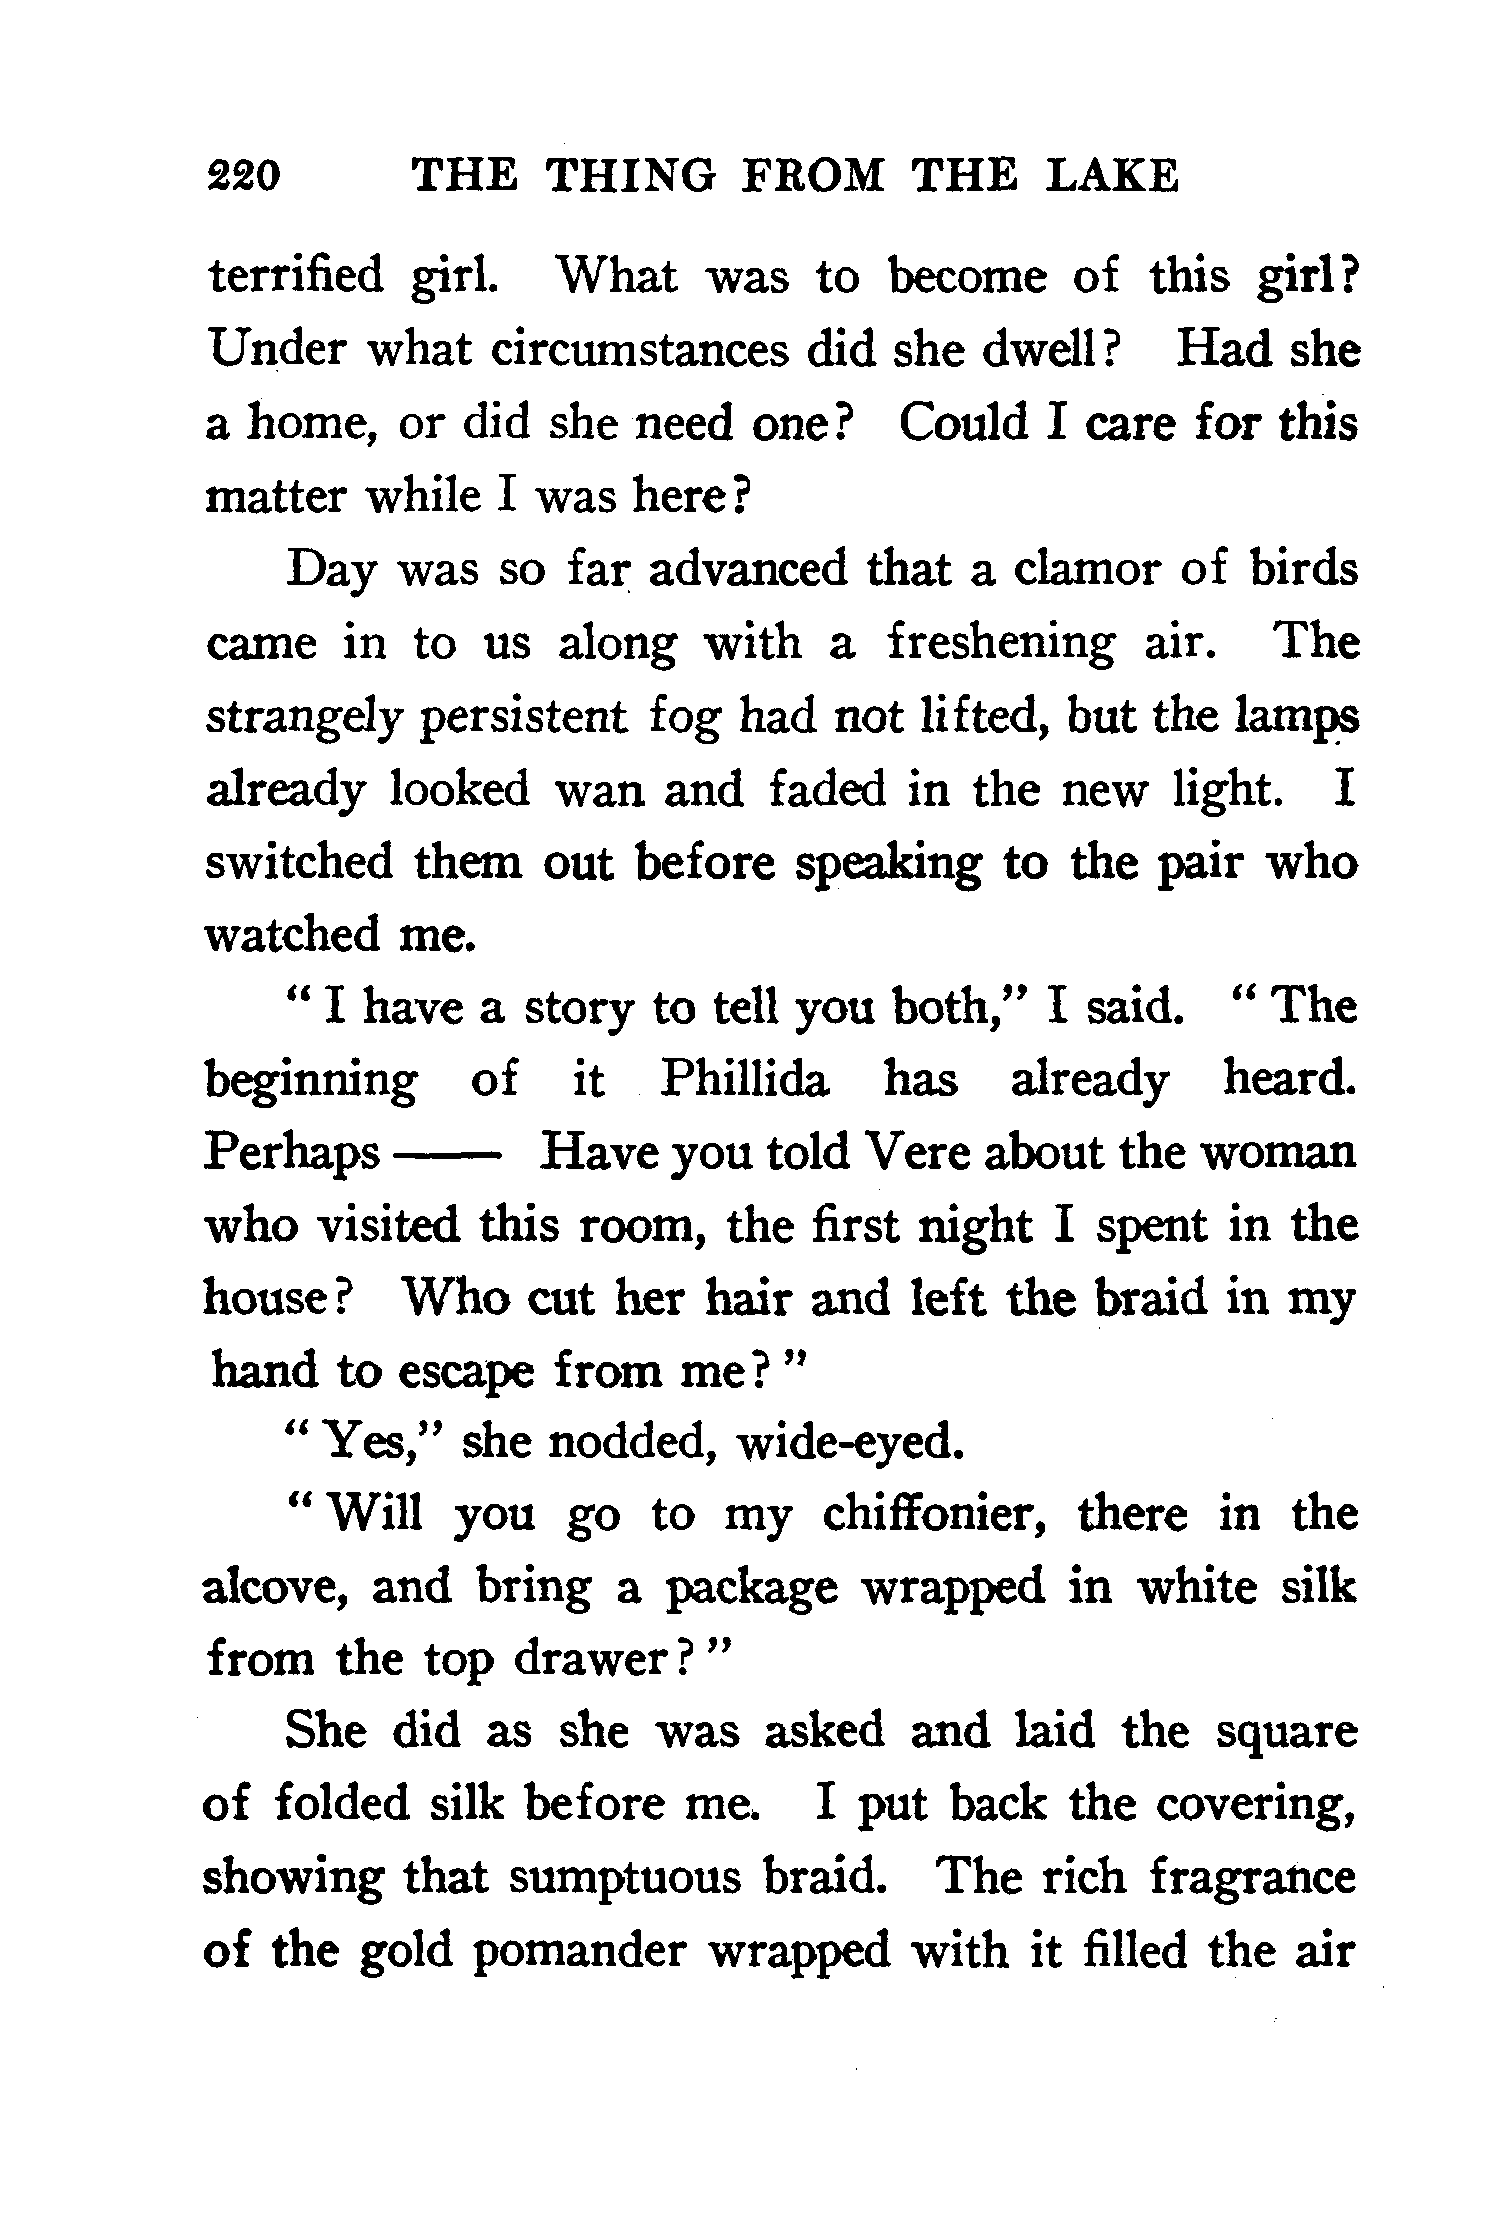 220 THE THING FROM THE LAKE
terrified girl. What was to become of this girl?
Under what circumstances did she dwell? Had she
a home, or did she need one? Could I care for this
matter while I was here?
Day was so far advanced that a clamor of birds
came in to us along with a freshening air. The
strangely persistent fog had not lifted, but the lamps
already looked wan and faded in the new light. I
switched them out before speaking to the pair who
watched me.
“ I have a story to tell you both,” I said. “ The
beginning of it Phillida has already heard.
Perhaps —— Have you told Vere about the woman
who visited this room, the first night I spent in the
house? Who cut her hair and left the braid in my
hand to escape from me? ”
“ Yes,” she nodded, wide-eyed.
“ Will you go to my chiffonier, there in the
alcove, and bring a package wrapped in white silk
from the top drawer? ”
She did as she was asked and laid the square
of folded silk before me. I put back the covering,
showing that sumptuous braid. The rich fragrance
of the gold pomander wrapped with it filled the air